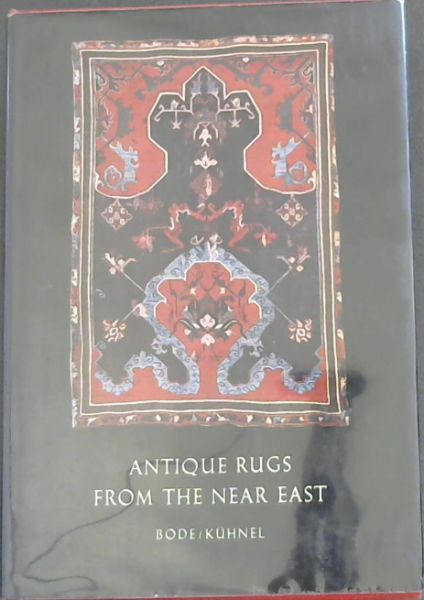 ANTIQUE RUGS
FROM THE NEAR EAST
BODE/KÜHNEL